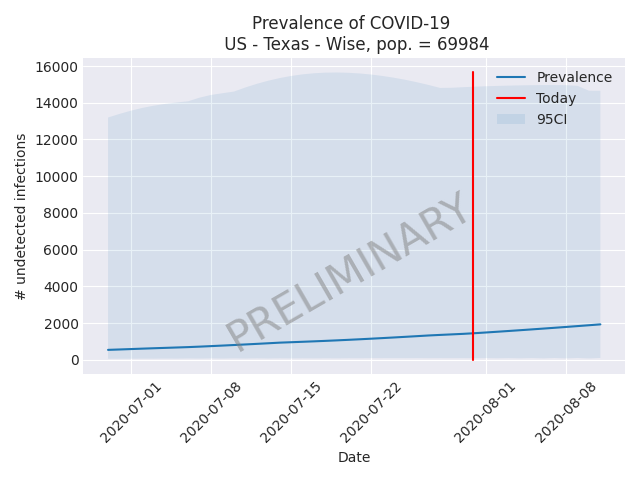 Prevalence of COVID-19
US - Texas - Wise, pop. = 69984
16000
14000
12000
10000
8000
6000
4000
2000
0
# undetected infections
Prevalence
Today
95CI
PRELIMINARY
2020-07-01
2020-07-08
2020-07-15
2020-07-22
2020-08-01
2020-08-08
Date